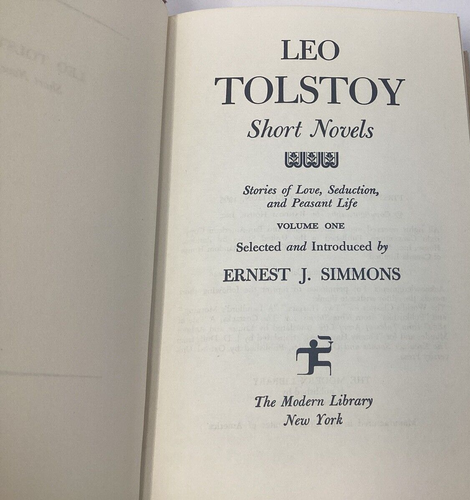 LEO
TOLSTOY
Short Novels
Stories of Love, Seduction,
and Peasant Life
VOLUME ONE
Selected and Introduced by
ERNEST J. SIMMONS
The Modern Library
New York